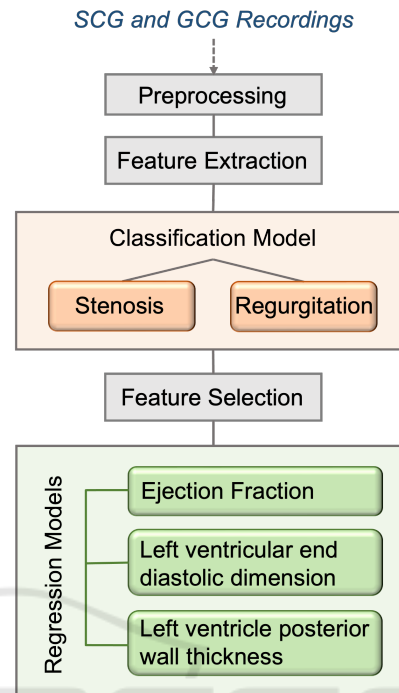 SCG and GCG Recordings
Preprocessing
Feature Extraction
Classification Model
Stenosis
Regurgitation
Feature Selection
Regression Models
Ejection Fraction
Left ventricular end
diastolic dimension
Left ventricle posterior
wall thickness